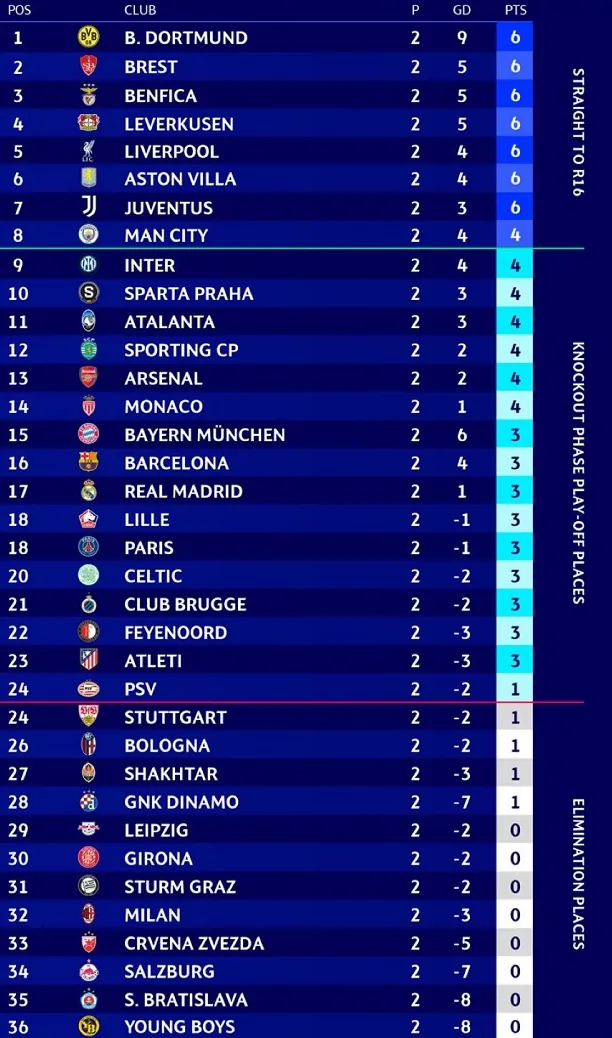 POS CLUB P GD PTS
1 B. DORTMUND 2 9 6
2 BREST 2 5 6
3 BENFICA 2 5 6
4 LEVERKUSEN 2 5 6
5 LIVERPOOL 2 4 6
6 ASTON VILLA 2 4 6
7 JUVENTUS 2 3 6
8 MAN CITY 2 4 4
STRAIGHT TO R16
9 INTER 2 4 4
10 SPARTA PRAHA 2 3 4
11 ATALANTA 2 3 4
12 SPORTING CP 2 2 4
13 ARSENAL 2 2 4
14 MONACO 2 1 4
15 BAYERN MÜNCHEN 2 6 3
16 BARCELONA 2 4 3
17 REAL MADRID 2 1 3
18 LILLE 2 -1 3
18 PARIS 2 -1 3
20 CELTIC 2 -2 3
21 CLUB BRUGGE 2 -2 3
22 FEYENOORD 2 -3 3
23 ATLETI 2 -3 3
24 PSV 2 -2 1
KNOCKOUT PHASE PLAY-OFF PLACES
24 STUTTGART 2 -2 1
26 BOLOGNA 2 -2 1
27 SHAKHTAR 2 -3 1
28 GNK DINAMO 2 -7 1
29 LEIPZIG 2 -2 0
30 GIRONA 2 -2 0
31 STURM GRAZ 2 -2 0
32 MILAN 2 -3 0
33 CRVENA ZVEZDA 2 -5 0
34 SALZBURG 2 -7 0
35 S. BRATISLAVA 2 -8 0
36 YOUNG BOYS 2 -8 0
ELIMINATION PLACES